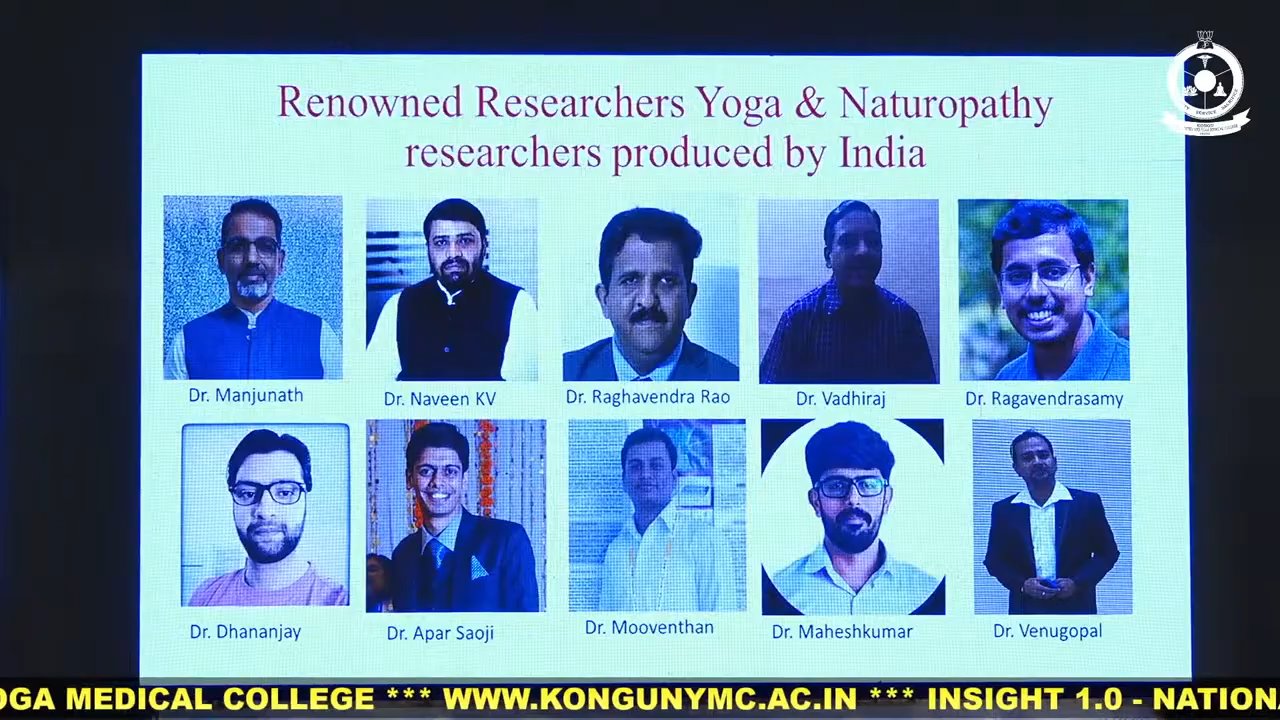 Renowned Researchers Yoga & Naturopathy
researchers produced by India
Dr. Manjunath
Dr. Naveen KV
Dr. Raghavendra Rao
Dr. Vadhiraj
Dr. Ragavendrasamy
Dr. Dhananjay
Dr. Apar Saoji
Dr. Mooventhan
Dr. Maheshkumar
Dr. Venugopal
OGA MEDICAL COLLEGE *** WWW.KONGUNYMC.AC.IN *** INSIGHT 1.0 - NATION